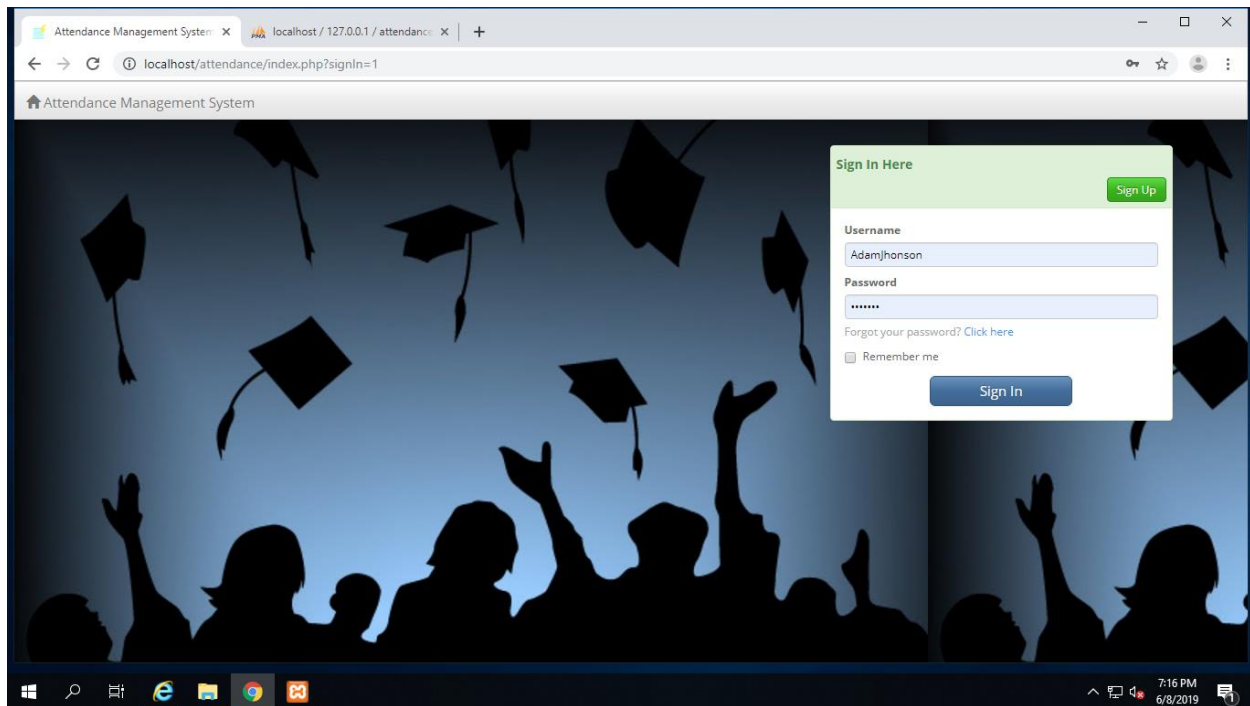 Attendance Management System
localhost / 127.0.0.1 / attendance
localhost/attendance/index.php?signIn=1
Attendance Management System
Sign In Here
Sign Up
Username
AdamJhonson
Password
•••••••
Forgot your password? Click here
Remember me
Sign In
7:16 PM
6/8/2019